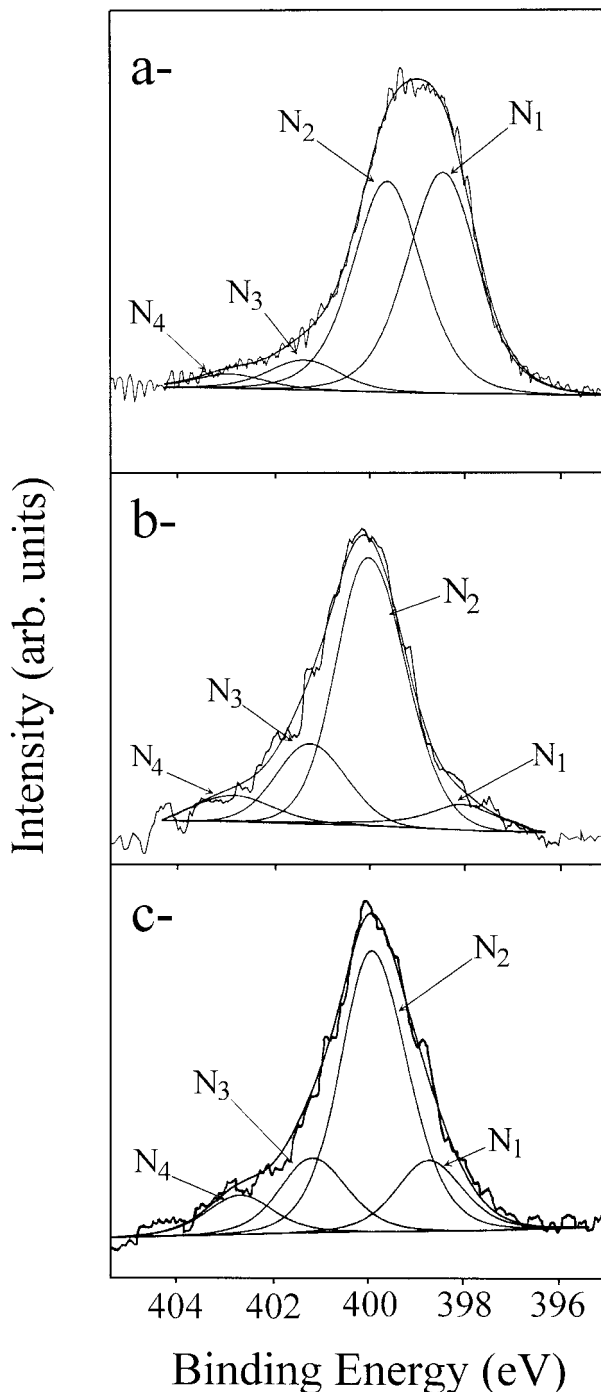 a-
N2
N1
N3
N4
b-
N2
N3
N4
N1
c-
N2
N3
N1
N4
Intensity (arb. units)
404 402 400 398 396
Binding Energy (eV)